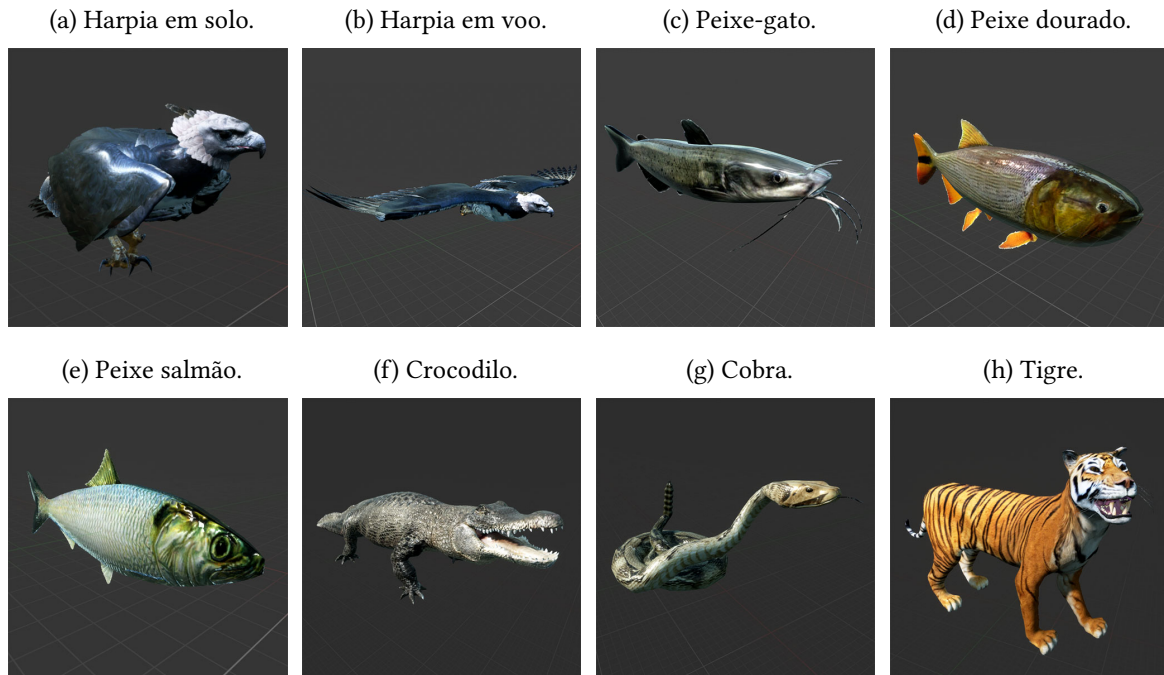 (a) Harpia em solo.
(b) Harpia em voo.
(c) Peixe-gato.
(d) Peixe dourado.
(e) Peixe salmão.
(f) Crocodilo.
(g) Cobra.
(h) Tigre.